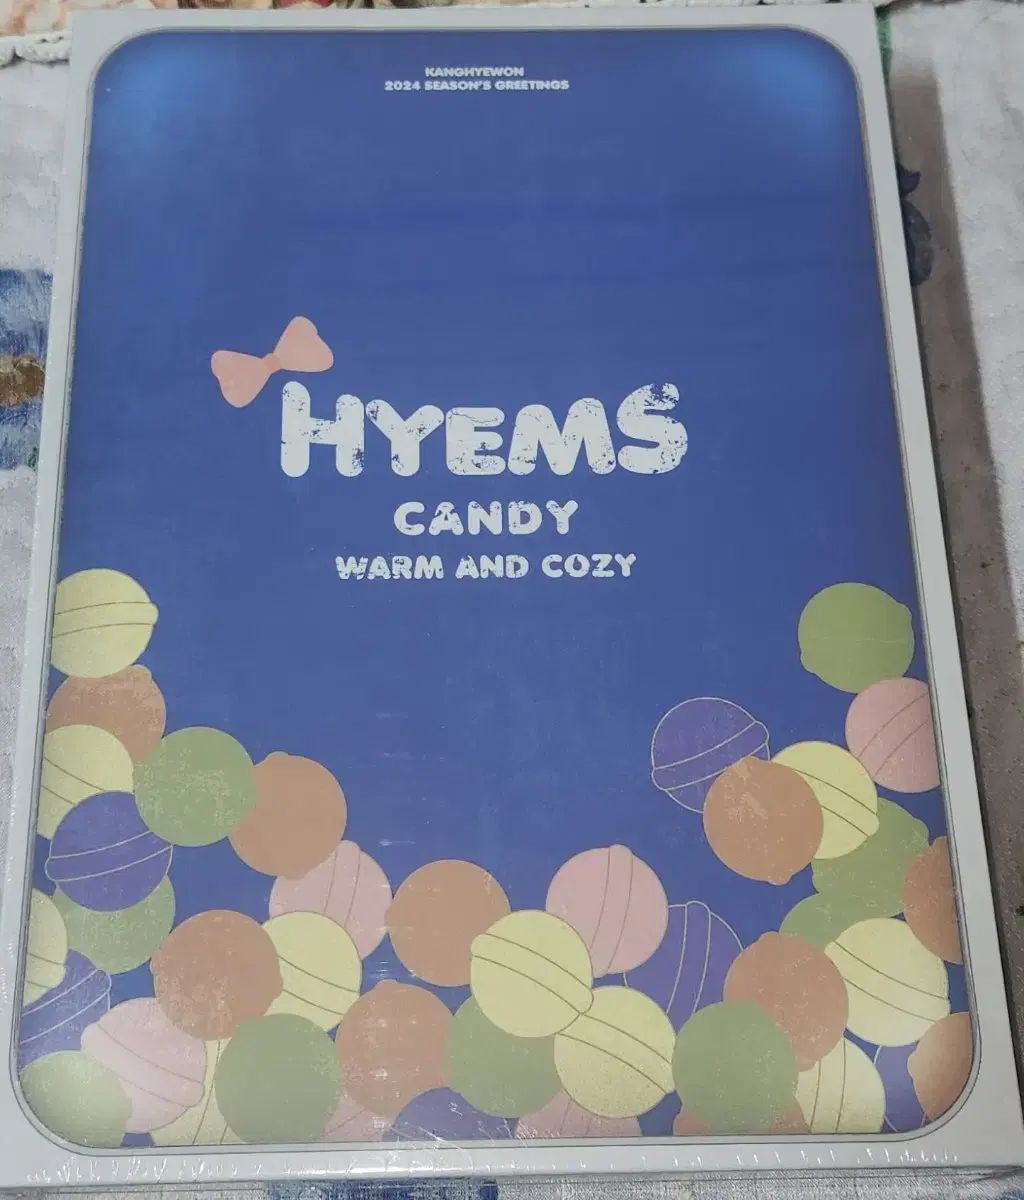 KANGHYEWON
2024 SEASON'S GREETINGS
HYEMS
CANDY
WARM AND COZY